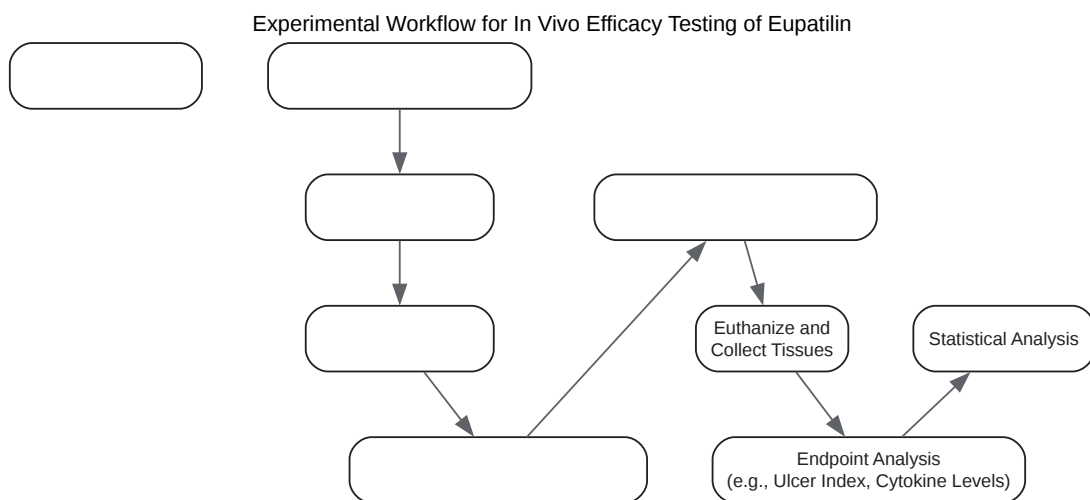 Experimental Workflow for In Vivo Efficacy Testing of Eupatilin
Euthanize and
Collect Tissues
Statistical Analysis
Endpoint Analysis
(e.g., Ulcer Index, Cytokine Levels)